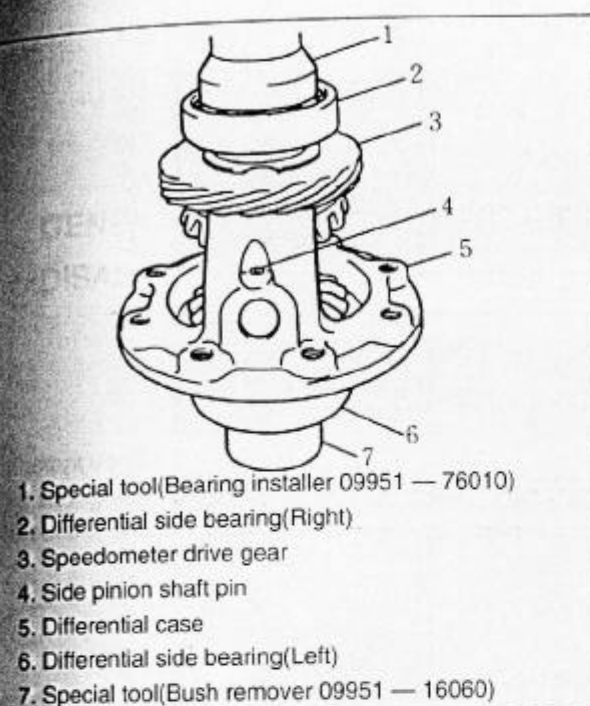 1
2
3
4
5
6
7
1. Special tool(Bearing installer 09951 — 76010)
2. Differential side bearing(Right)
3. Speedometer drive gear
4. Side pinion shaft pin
5. Differential case
6. Differential side bearing(Left)
7. Special tool(Bush remover 09951 — 16060)